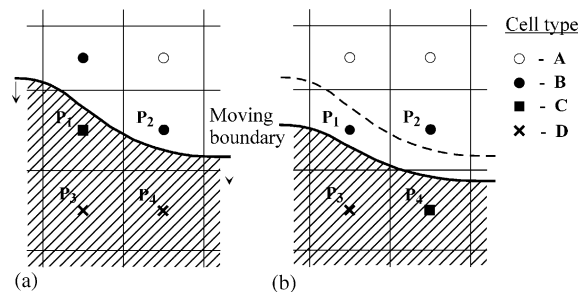 Cell type
- A
- B
- C
- D
P1
P2
P3
P4
Moving
boundary
P1
P2
P3
P4
(a)
(b)